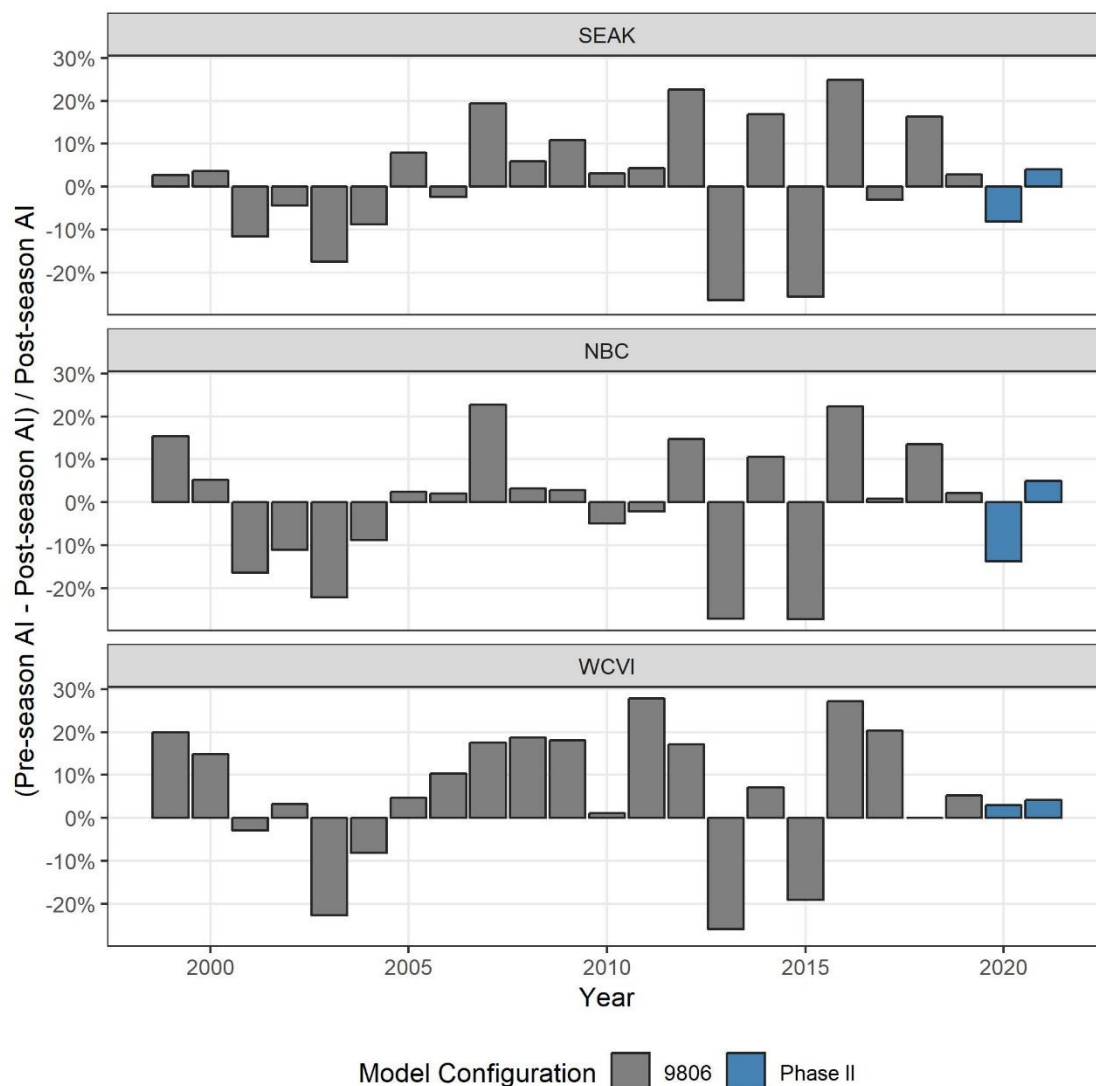 SEAK
30%
20%
10%
0%
-10%
-20%
NBC
30%
20%
10%
0%
-10%
-20%
WCVI
30%
20%
10%
0%
-10%
-20%
(Pre-season AI - Post-season AI) / Post-season AI
2000 2005 2010 2015 2020
Year
Model Configuration 9806 Phase II